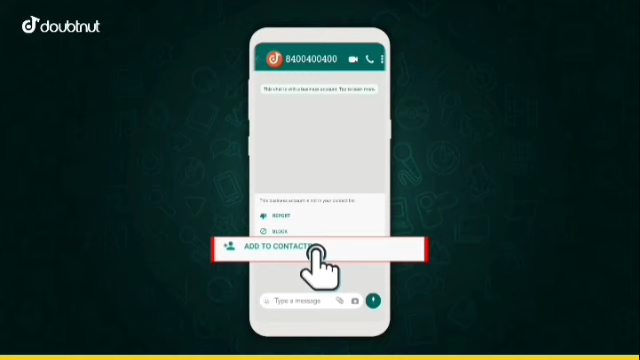 doubtnut
8400400400
This chat is with a business account. Tap to learn more.
This business account is not in your contact list
REPORT
BLOCK
ADD TO CONTACTS
Type a message